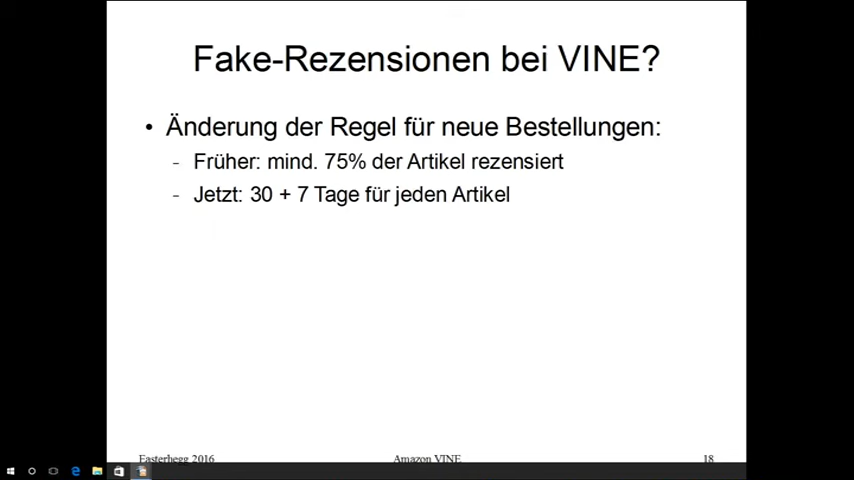 Fake-Rezensionen bei VINE?
• Änderung der Regel für neue Bestellungen:
- Früher: mind. 75% der Artikel rezensiert
- Jetzt: 30 + 7 Tage für jeden Artikel
Easterhegg 2016
Amazon VINE
18